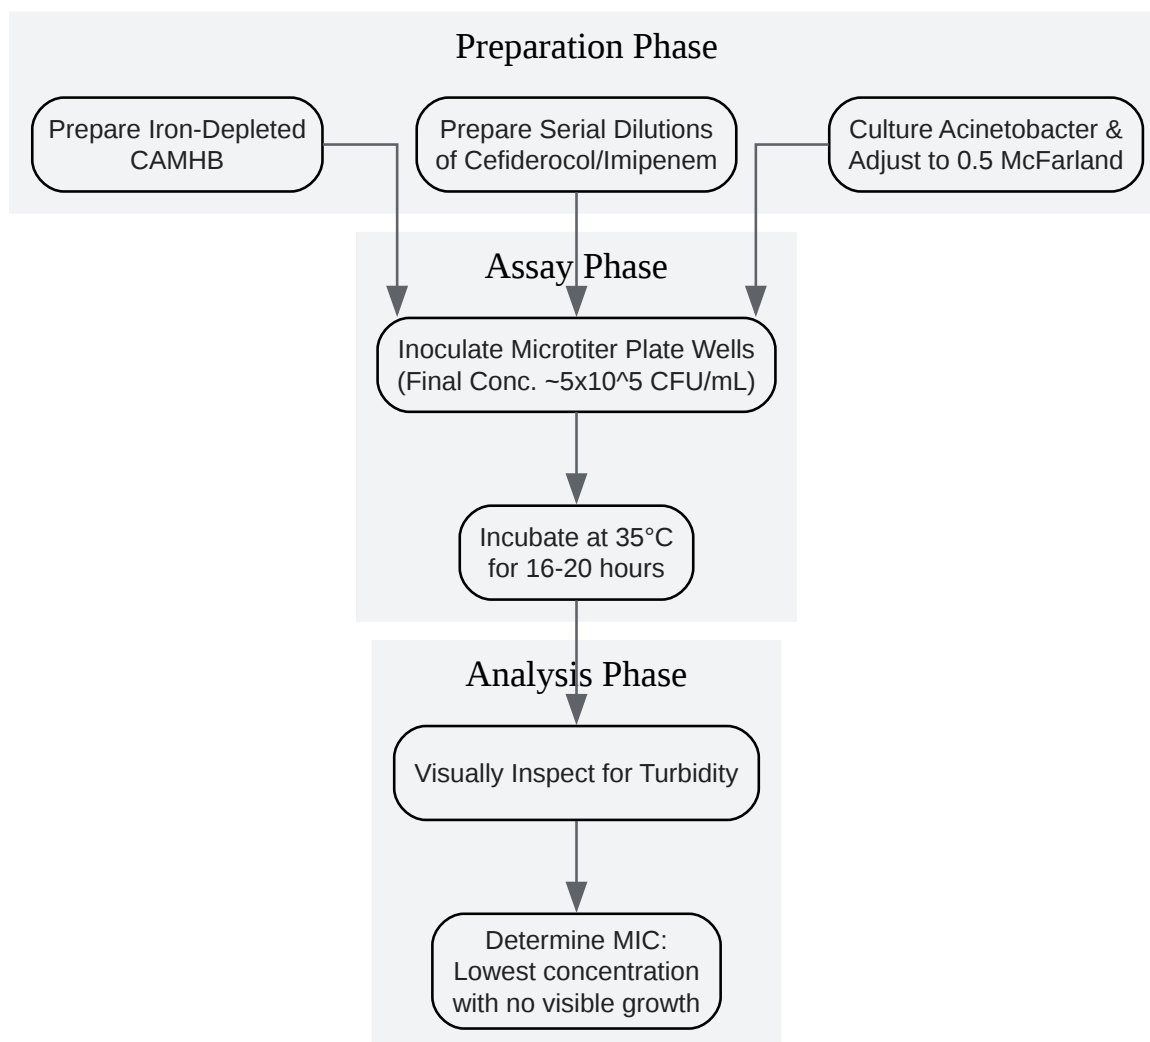 Preparation Phase
Prepare Iron-Depleted
CAMHB
Prepare Serial Dilutions
of Cefiderocol/Imipenem
Culture Acinetobacter &
Adjust to 0.5 McFarland
Assay Phase
Inoculate Microtiter Plate Wells
(Final Conc. ~5x10^5 CFU/mL)
Incubate at 35°C
for 16-20 hours
Analysis Phase
Visually Inspect for Turbidity
Determine MIC:
Lowest concentration
with no visible growth